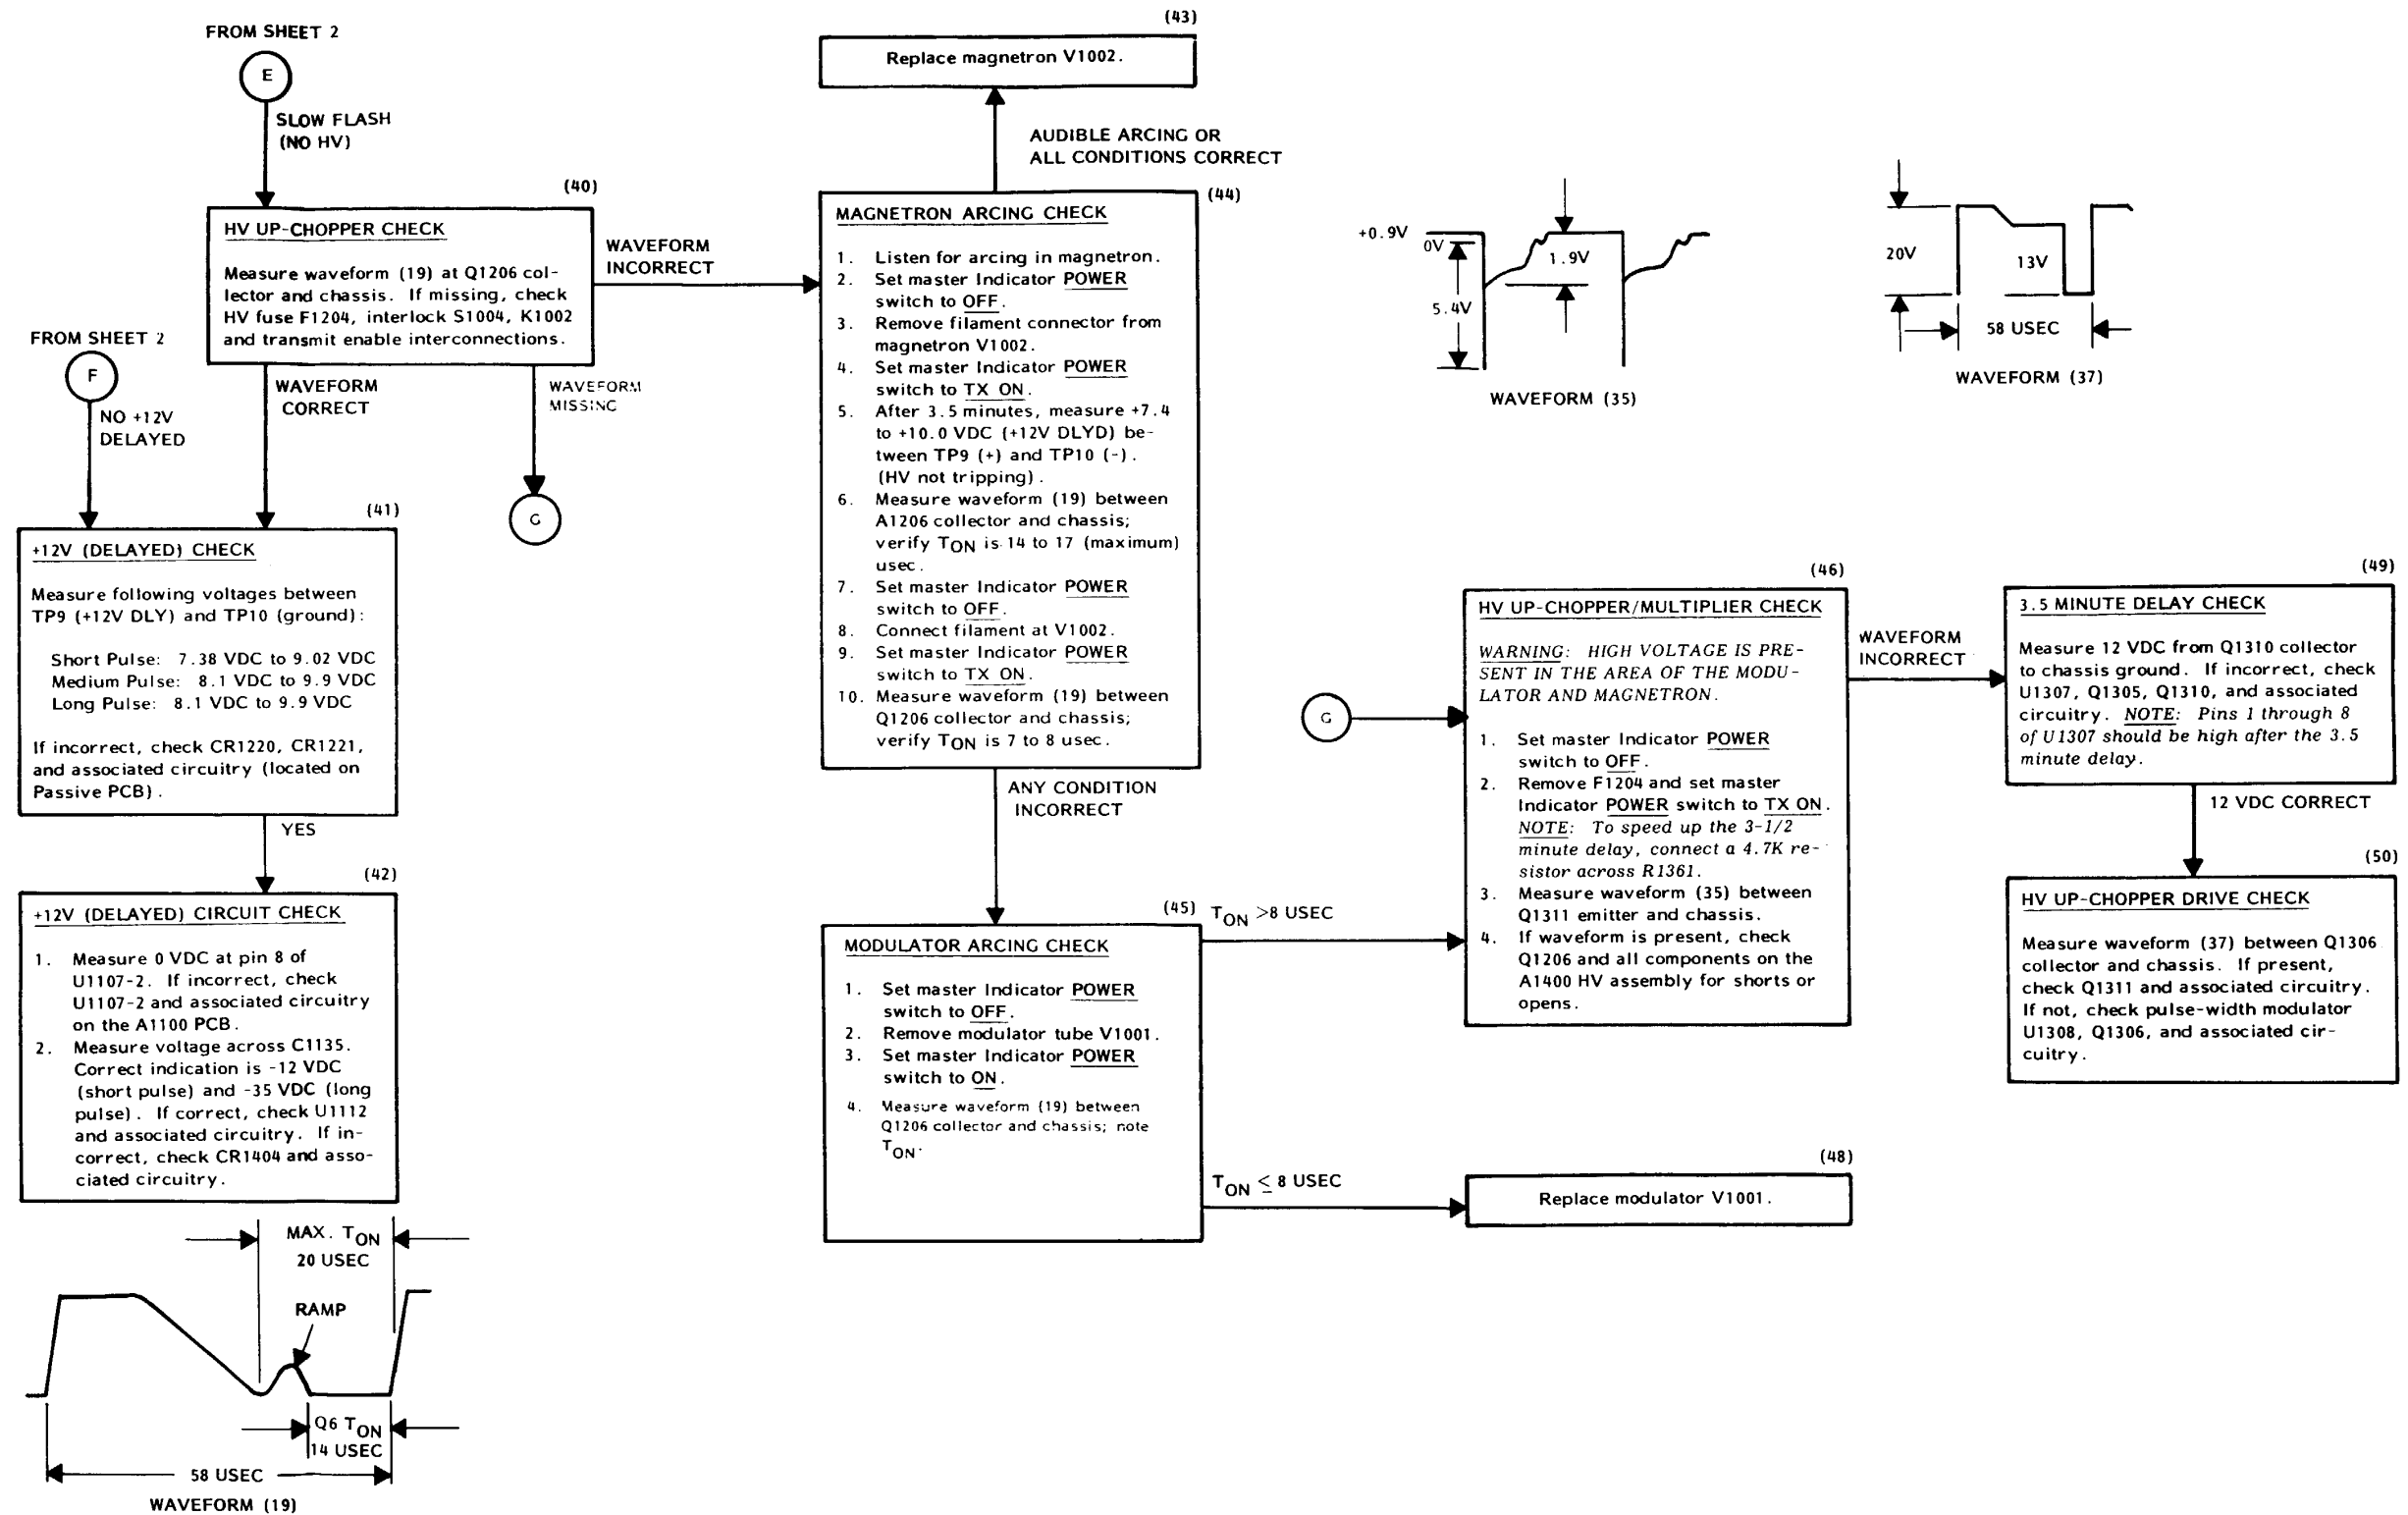 FROM SHEET 2
E
SLOW FLASH
(NO HV)
(40)
HV UP-CHOPPER CHECK
Measure waveform (19) at Q1206 col-
lector and chassis. If missing, check
HV fuse F1204, interlock S1004, K1002
and transmit enable interconnections.
WAVEFORM
INCORRECT
WAVEFORM
CORRECT
WAVEFORM
MISSING
G
FROM SHEET 2
F
NO +12V
DELAYED
(41)
+12V (DELAYED) CHECK
Measure following voltages between
TP9 (+12V DLY) and TP10 (ground):
Short Pulse: 7.38 VDC to 9.02 VDC
Medium Pulse: 8.1 VDC to 9.9 VDC
Long Pulse: 8.1 VDC to 9.9 VDC
If incorrect, check CR1220, CR1221,
and associated circuitry (located on
Passive PCB).
YES
(42)
+12V (DELAYED) CIRCUIT CHECK
1. Measure 0 VDC at pin 8 of
U1107-2. If incorrect, check
U1107-2 and associated circuitry
on the A1100 PCB.
2. Measure voltage across C1135.
Correct indication is -12 VDC
(short pulse) and -35 VDC (long
pulse). If correct, check U1112
and associated circuitry. If in-
correct, check CR1404 and asso-
ciated circuitry.
MAX. TON
20 USEC
RAMP
Q6 TON
14 USEC
58 USEC
WAVEFORM (19)
(43)
Replace magnetron V1002.
AUDIBLE ARCING OR
ALL CONDITIONS CORRECT
(44)
MAGNETRON ARCING CHECK
1. Listen for arcing in magnetron.
2. Set master Indicator POWER
switch to OFF.
3. Remove filament connector from
magnetron V1002.
4. Set master Indicator POWER
switch to TX ON.
5. After 3.5 minutes, measure +7.4
to +10.0 VDC (+12V DLYD) be-
tween TP9 (+) and TP10 (-).
(HV not tripping).
6. Measure waveform (19) between
A1206 collector and chassis;
verify TON is 14 to 17 (maximum)
usec.
7. Set master Indicator POWER
switch to OFF.
8. Connect filament at V1002.
9. Set master Indicator POWER
switch to TX ON.
10. Measure waveform (19) between
Q1206 collector and chassis;
verify TON is 7 to 8 usec.
ANY CONDITION
INCORRECT
(45)
MODULATOR ARCING CHECK
1. Set master Indicator POWER
switch to OFF.
2. Remove modulator tube V1001.
3. Set master Indicator POWER
switch to ON.
4. Measure waveform (19) between
Q1206 collector and chassis; note
TON.
TON >8 USEC
TON ≤ 8 USEC
(48)
Replace modulator V1001.
+0.9V
0V
1.9V
5.4V
WAVEFORM (35)
20V
13V
58 USEC
WAVEFORM (37)
G
(46)
HV UP-CHOPPER/MULTIPLIER CHECK
WARNING: HIGH VOLTAGE IS PRE-
SENT IN THE AREA OF THE MODU-
LATOR AND MAGNETRON.
1. Set master Indicator POWER
switch to OFF.
2. Remove F1204 and set master
Indicator POWER switch to TX ON.
NOTE: To speed up the 3-1/2
minute delay, connect a 4.7K re-
sistor across R1361.
3. Measure waveform (35) between
Q1311 emitter and chassis.
4. If waveform is present, check
Q1206 and all components on the
A1400 HV assembly for shorts or
opens.
WAVEFORM
INCORRECT
(49)
3.5 MINUTE DELAY CHECK
Measure 12 VDC from Q1310 collector
to chassis ground. If incorrect, check
U1307, Q1305, Q1310, and associated
circuitry. NOTE: Pins 1 through 8
of U1307 should be high after the 3.5
minute delay.
12 VDC CORRECT
(50)
HV UP-CHOPPER DRIVE CHECK
Measure waveform (37) between Q1306
collector and chassis. If present,
check Q1311 and associated circuitry.
If not, check pulse-width modulator
U1308, Q1306, and associated cir-
cuitry.